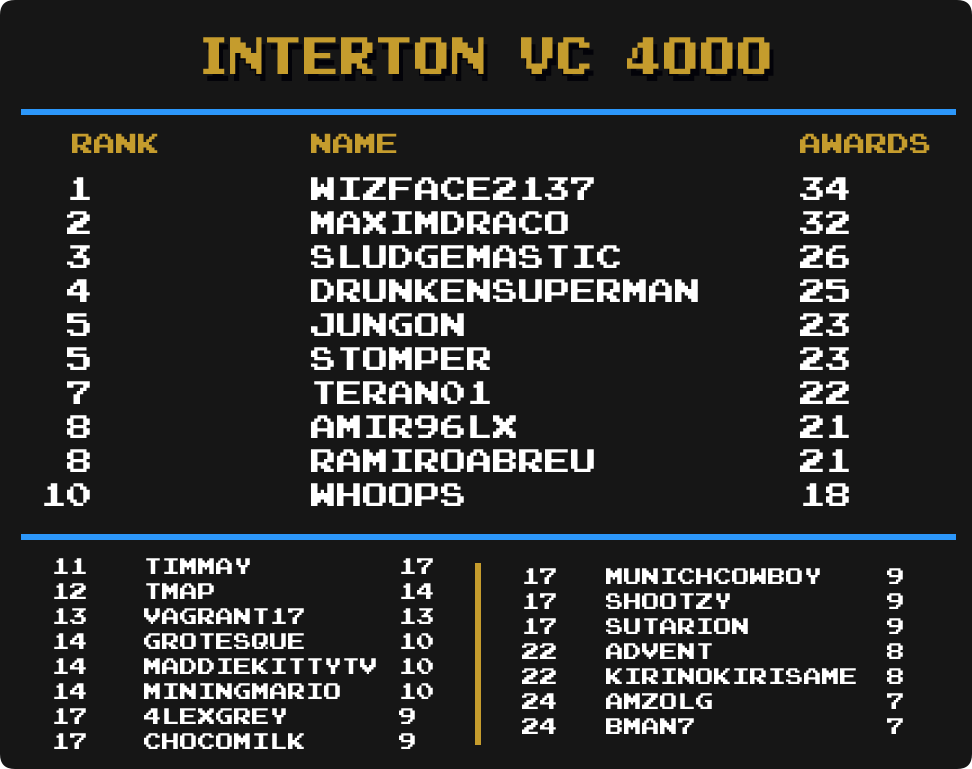 INTERTON VC 4000
RANK NAME AWARDS
1 WIZFACE2137 34
2 MAXIMDRACO 32
3 SLUDGEMASTIC 26
4 DRUNKENSUPERMAN 25
5 JUNGON 23
5 STOMPER 23
7 TERAN01 22
8 AMIR96LX 21
8 RAMIROABREU 21
10 WHOOPS 18
11 TIMMAY 17
12 TMAP 14
13 VAGRANT17 13
14 GROTESQUE 10
14 MADDIEKITTYTV 10
14 MININGMARIO 10
17 4LEXGREY 9
17 CHOCOMILK 9
17 MUNICHCOWBOY 9
17 SHOOTZY 9
17 SUTARION 9
22 ADVENT 8
22 KIRINOKIRISAME 8
24 AMZOLG 7
24 BMAN7 7